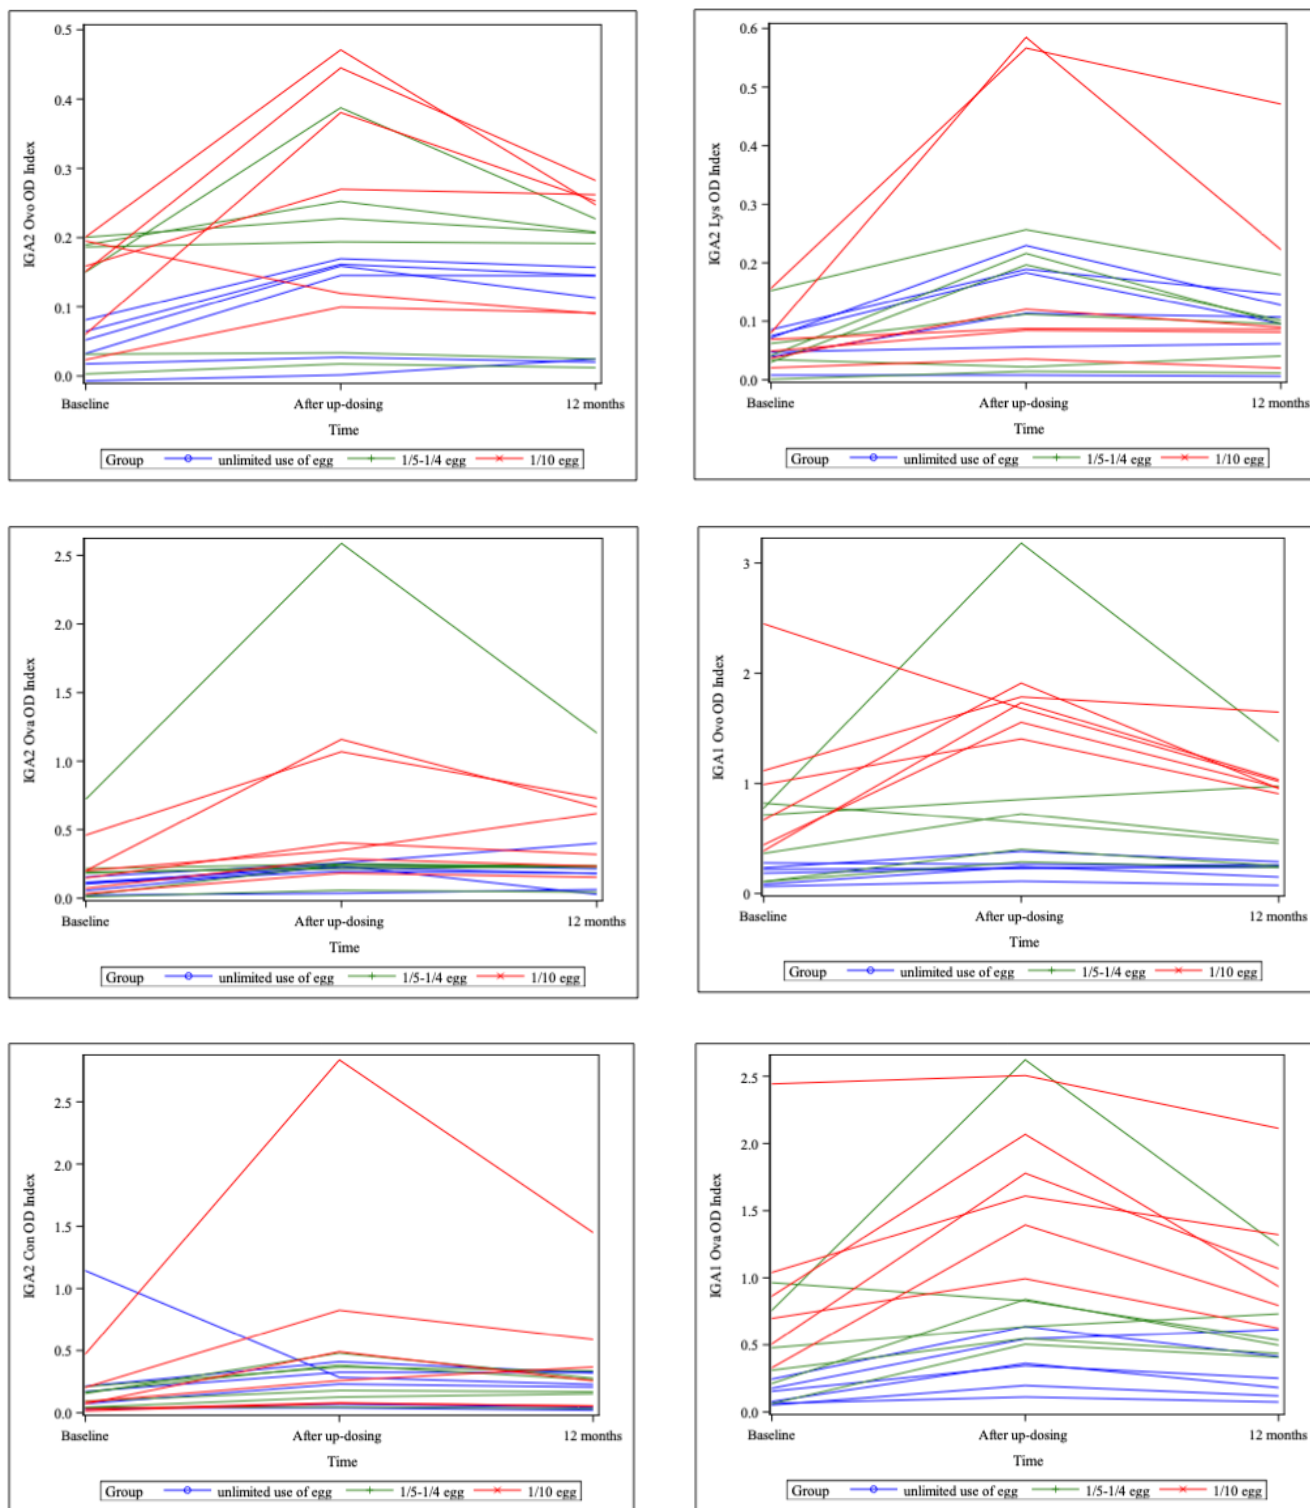 IGA2 Ovo OD Index
0.5
0.4
0.3
0.2
0.1
0.0
Baseline After up-dosing 12 months
Time
Group unlimited use of egg 1/5-1/4 egg 1/10 egg
IGA2 Lys OD Index
0.6
0.5
0.4
0.3
0.2
0.1
0.0
Baseline After up-dosing 12 months
Time
Group unlimited use of egg 1/5-1/4 egg 1/10 egg
IGA2 Ova OD Index
2.5
2.0
1.5
1.0
0.5
0.0
Baseline After up-dosing 12 months
Time
Group unlimited use of egg 1/5-1/4 egg 1/10 egg
IGA1 Ovo OD Index
3
2
1
0
Baseline After up-dosing 12 months
Time
Group unlimited use of egg 1/5-1/4 egg 1/10 egg
IGA2 Con OD Index
2.5
2.0
1.5
1.0
0.5
0.0
Baseline After up-dosing 12 months
Time
Group unlimited use of egg 1/5-1/4 egg 1/10 egg
IGA1 Ova OD Index
2.5
2.0
1.5
1.0
0.5
0.0
Baseline After up-dosing 12 months
Time
Group unlimited use of egg 1/5-1/4 egg 1/10 egg